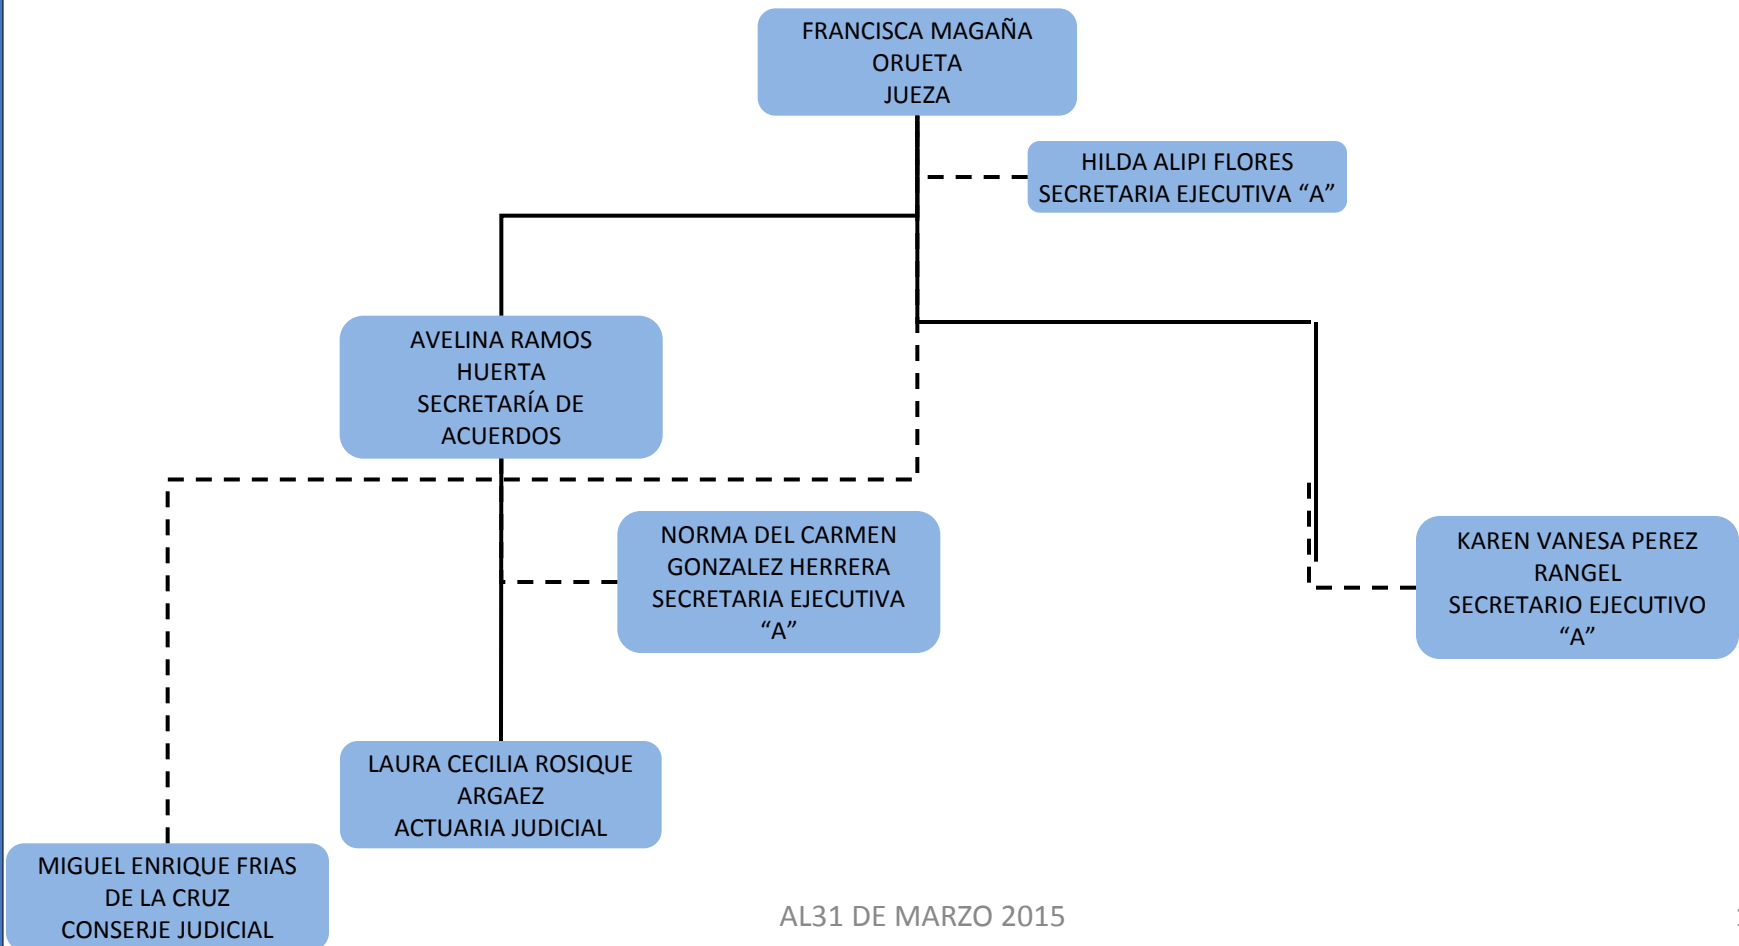 FRANCISCA MAGAÑA
ORUETA
JUEZA
HILDA ALIPI FLORES
SECRETARIA EJECUTIVA “A”
AVELINA RAMOS
HUERTA
SECRETARÍA DE
ACUERDOS
NORMA DEL CARMEN
GONZALEZ HERRERA
SECRETARIA EJECUTIVA
“A”
KAREN VANESA PEREZ
RANGEL
SECRETARIO EJECUTIVO
“A”
LAURA CECILIA ROSIQUE
ARGAEZ
ACTUARIA JUDICIAL
MIGUEL ENRIQUE FRIAS
DE LA CRUZ
CONSERJE JUDICIAL
AL31 DE MARZO 2015